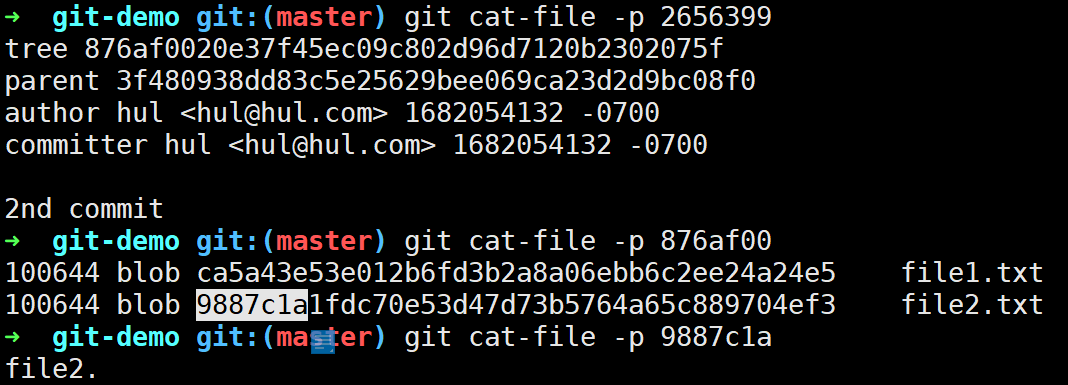 ➜  git-demo git:(master) git cat-file -p 2656399
tree 876af0020e37f45ec09c802d96d7120b2302075f
parent 3f480938dd83c5e25629bee069ca23d2d9bc08f0
author hul <hul@hul.com> 1682054132 -0700
committer hul <hul@hul.com> 1682054132 -0700

2nd commit
➜  git-demo git:(master) git cat-file -p 876af00
100644 blob ca5a43e53e012b6fd3b2a8a06ebb6c2ee24a24e5    file1.txt
100644 blob 9887c1a1fdc70e53d47d73b5764a65c889704ef3    file2.txt
➜  git-demo git:(master) git cat-file -p 9887c1a
file2.